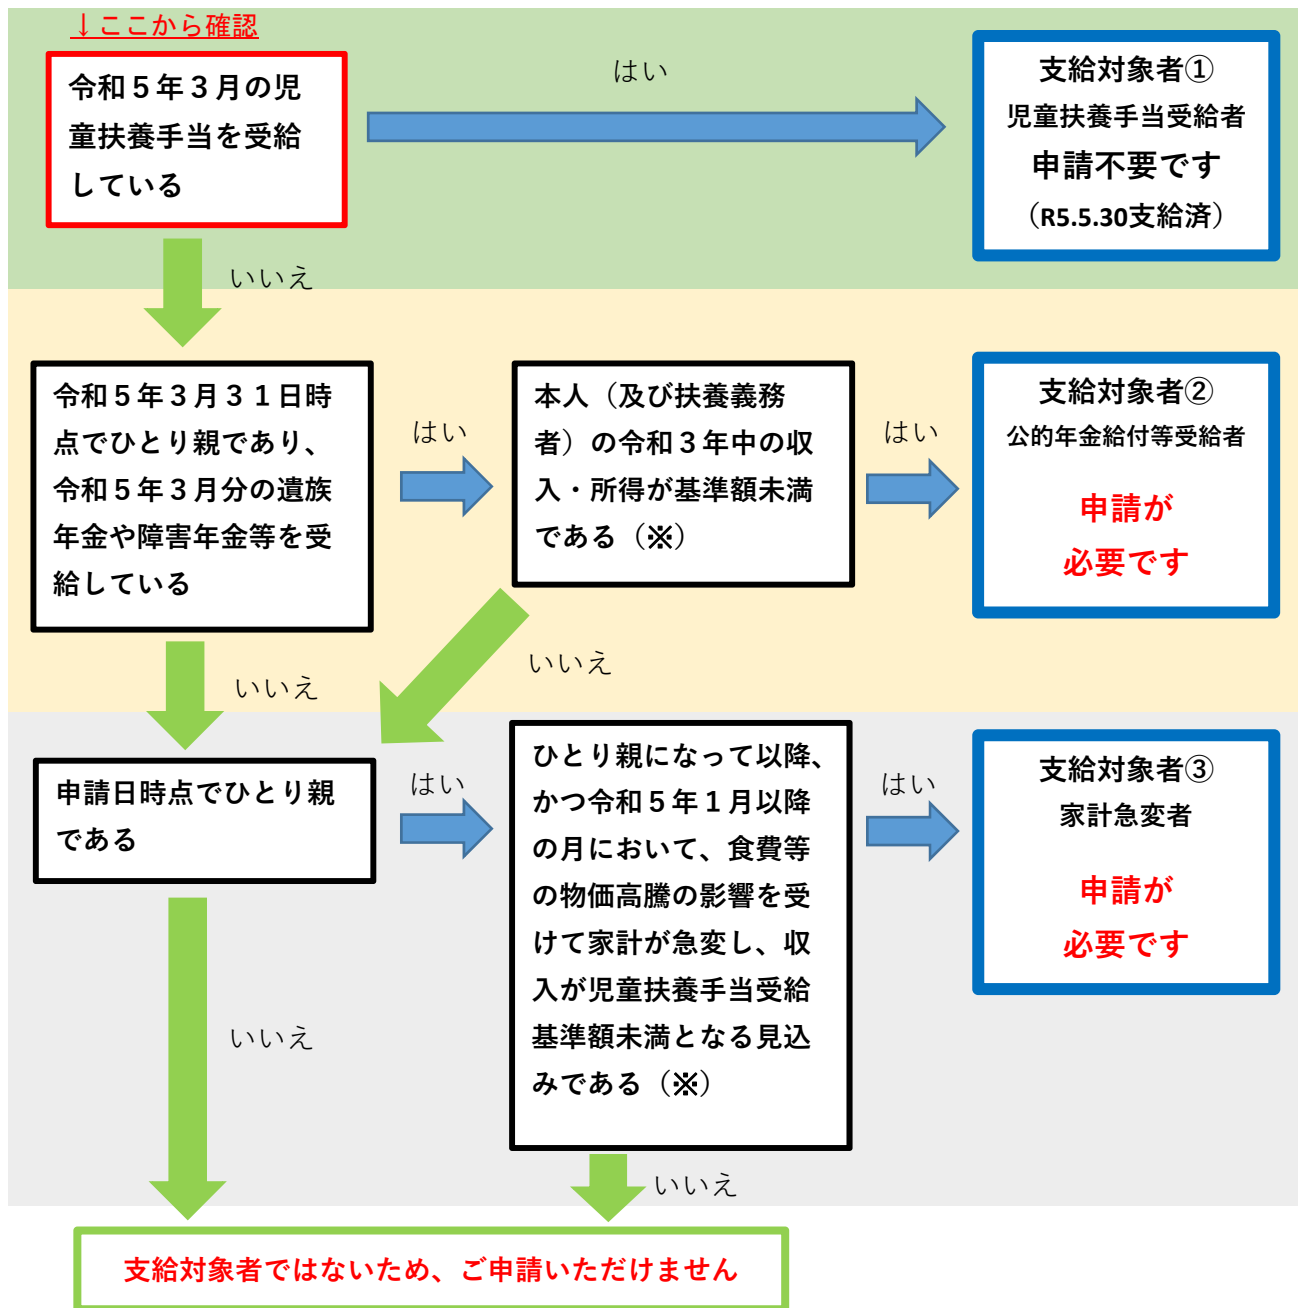 ↓ここから確認
令和５年３月の児
童扶養手当を受給
している
はい
支給対象者①
児童扶養手当受給者
申請不要です
（R5.5.30支給済）
いいえ
令和５年３月３１日時
点でひとり親であり、
令和５年３月分の遺族
年金や障害年金等を受
給している
はい
本人（及び扶養義務
者）の令和３年中の収
入・所得が基準額未満
である（※）
はい
支給対象者②
公的年金給付等受給者
申請が
必要です
いいえ
いいえ
申請日時点でひとり親
である
はい
ひとり親になって以降、
かつ令和５年１月以降
の月において、食費等
の物価高騰の影響を受
けて家計が急変し、収
入が児童扶養手当受給
基準額未満となる見込
みである（※）
はい
支給対象者③
家計急変者
申請が
必要です
いいえ
いいえ
支給対象者ではないため、ご申請いただけません